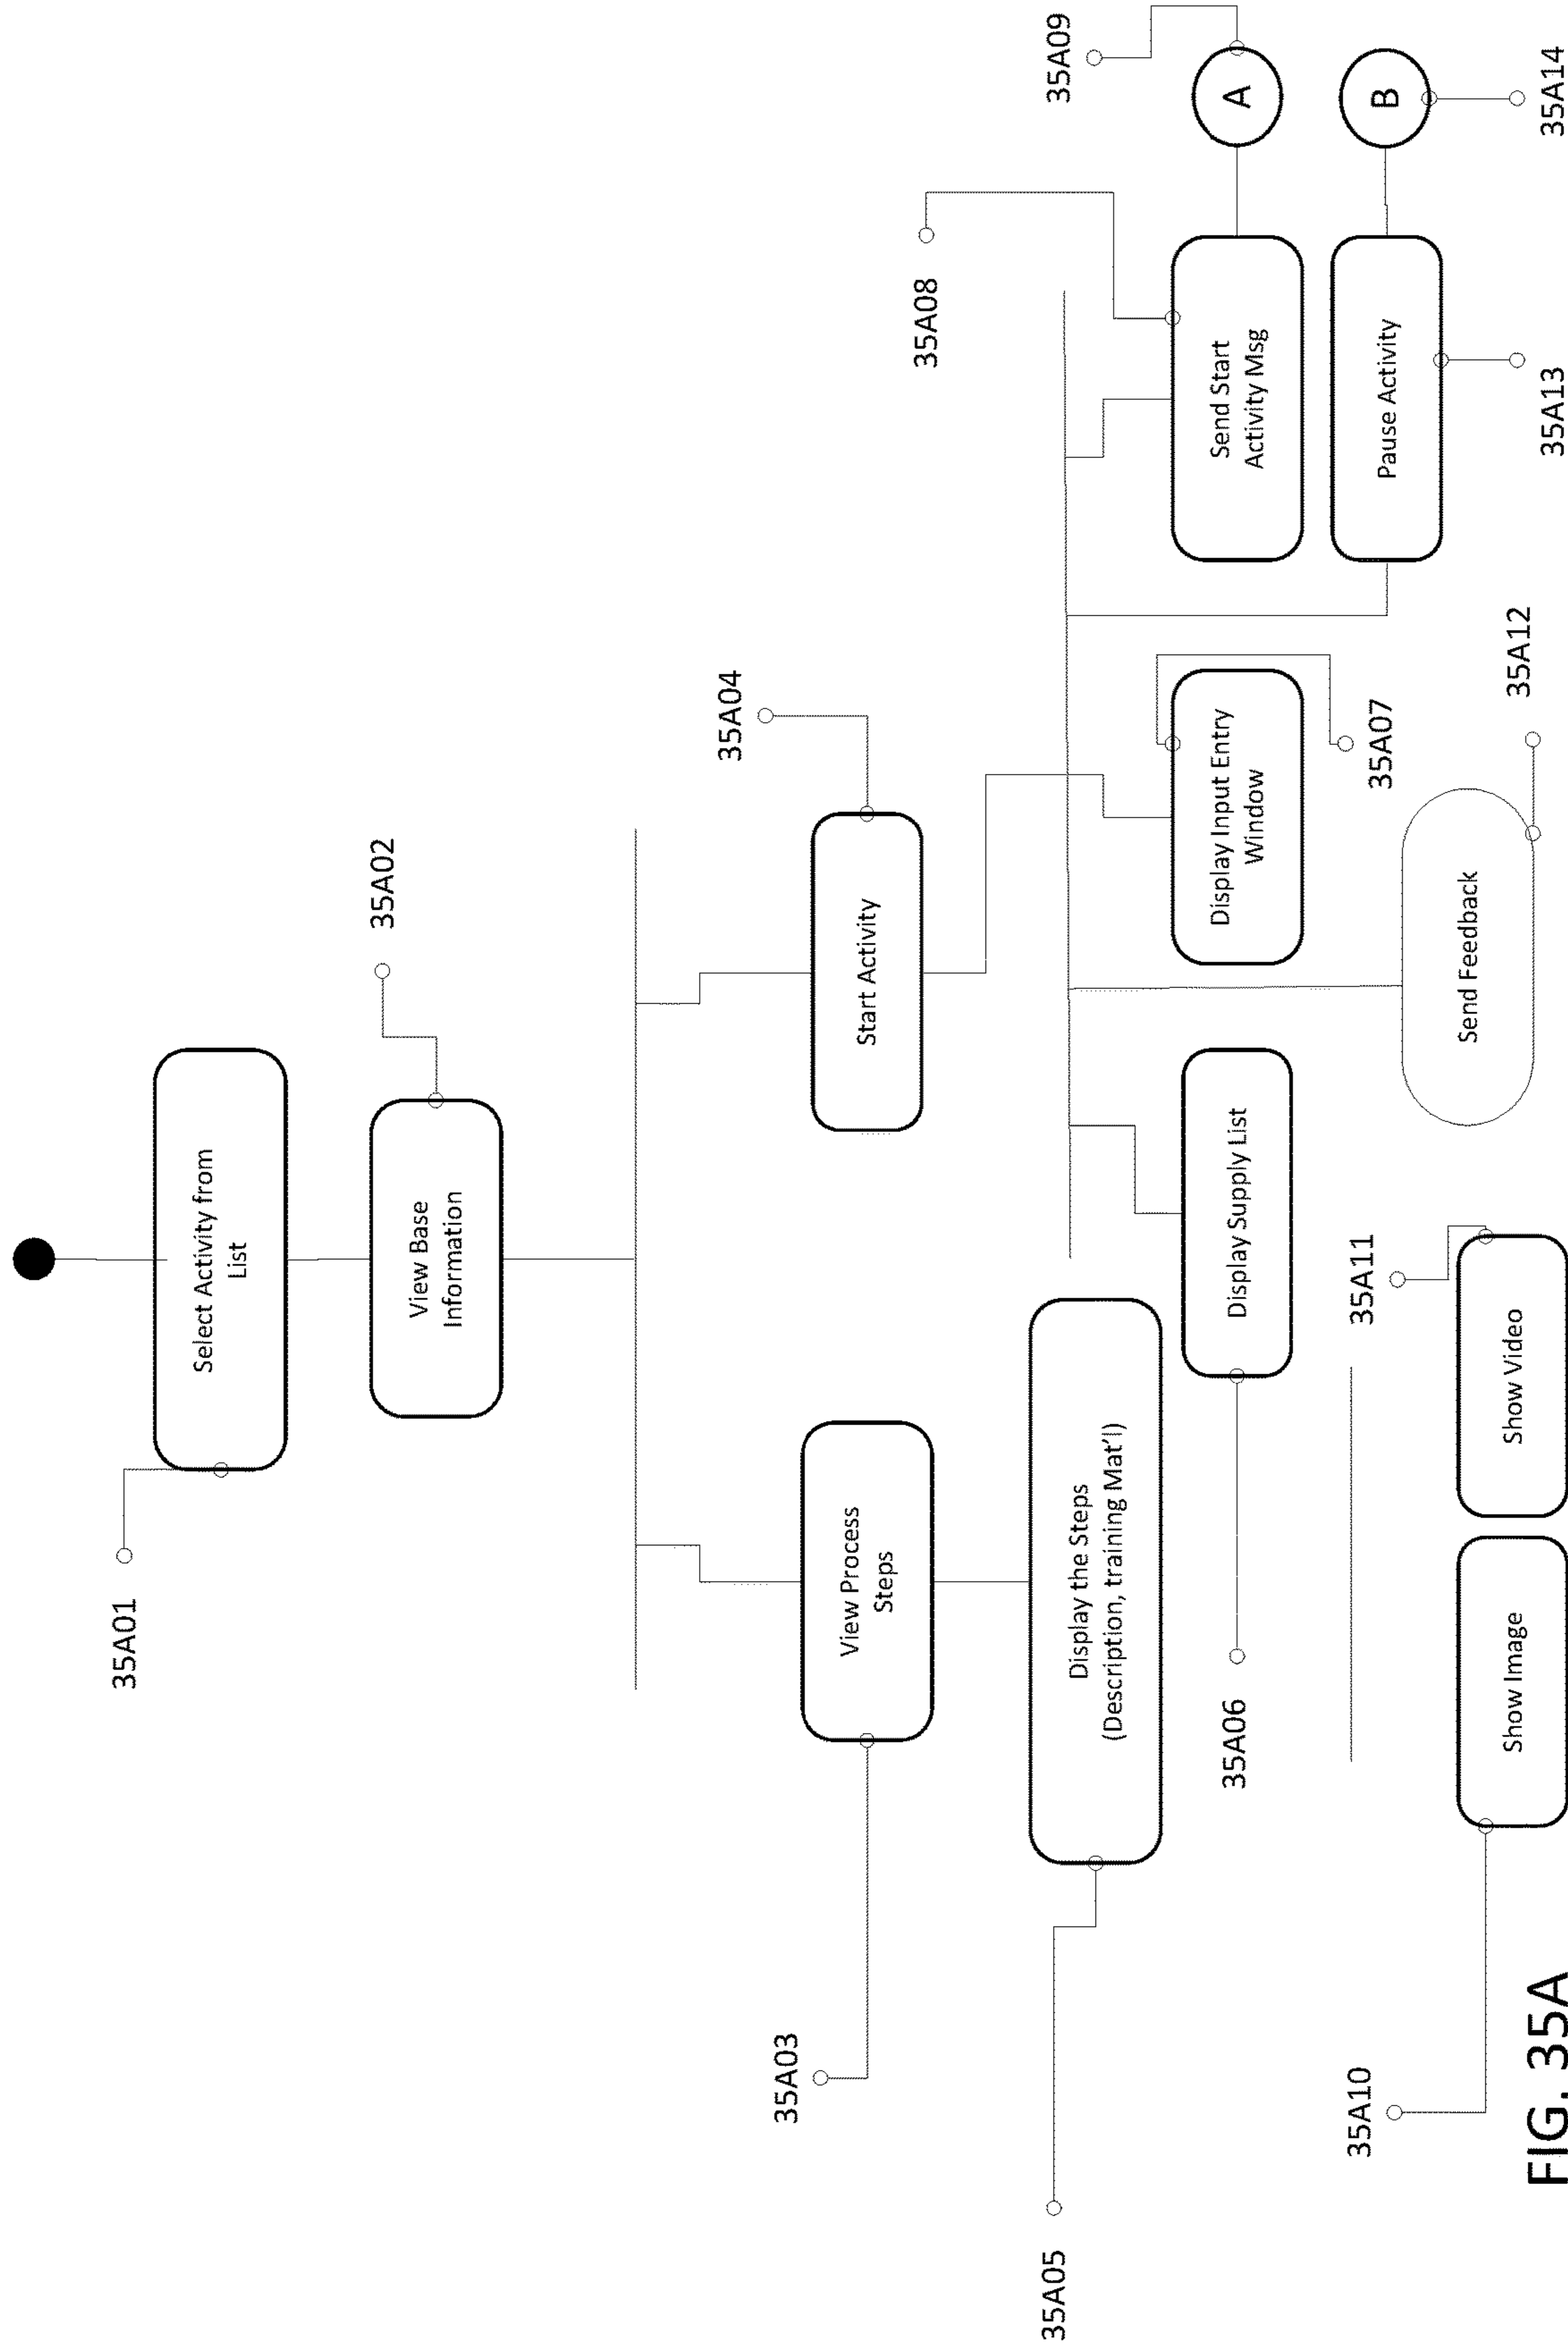 35A01
Select Activity from
List
View Base
Information
35A02
35A03
View Process
Steps
Start Activity
35A04
35A05
Display the Steps
(Description, training Mat'l)
35A06
Display Supply List
Display Input Entry
Window
35A07
35A08
Send Start
Activity Msg
A
35A09
Pause Activity
35A13
B
35A14
35A10
Show Image
Show Video
35A11
Send Feedback
35A12
FIG. 35A